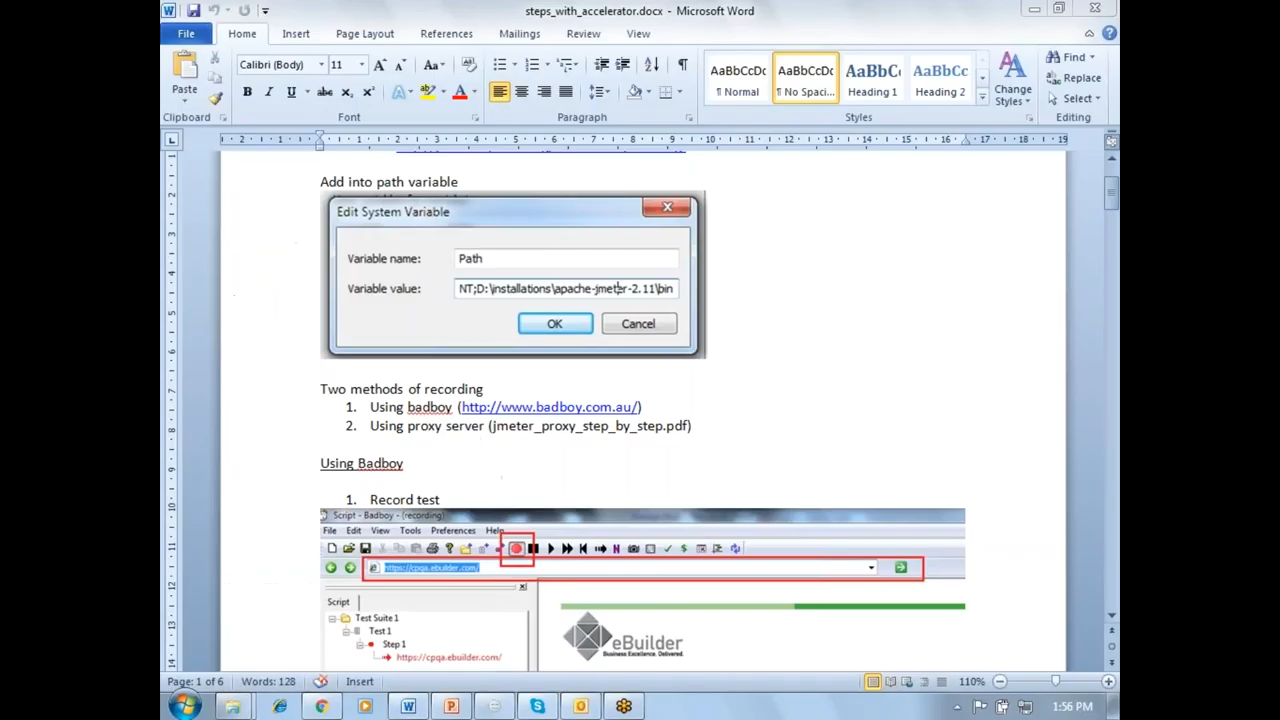 steps_with_accelerator.docx - Microsoft Word
File Home Insert Page Layout References Mailings Review View
Calibri (Body) 11
Paste
Clipboard Font Paragraph Styles Editing
AaBbCcDc AaBbCcDc AaBbC AaBbCc
¶ Normal ¶ No Spaci... Heading 1 Heading 2
Change Styles
Find
Replace
Select
Add into path variable
Edit System Variable
Variable name: Path
Variable value: NT;D:\installations\apache-jmeter-2.11\bin
OK Cancel
Two methods of recording
1. Using badboy (http://www.badboy.com.au/)
2. Using proxy server (jmeter_proxy_step_by_step.pdf)
Using Badboy
1. Record test
Script - Badboy - (recording)
File Edit View Tools Preferences Help
https://cpqa.ebuilder.com/
Script
Test Suite 1
Test 1
Step 1
https://cpqa.ebuilder.com/
eBuilder
Business Excellence. Delivered.
Page: 1 of 6 Words: 128 Insert 110%
1:56 PM